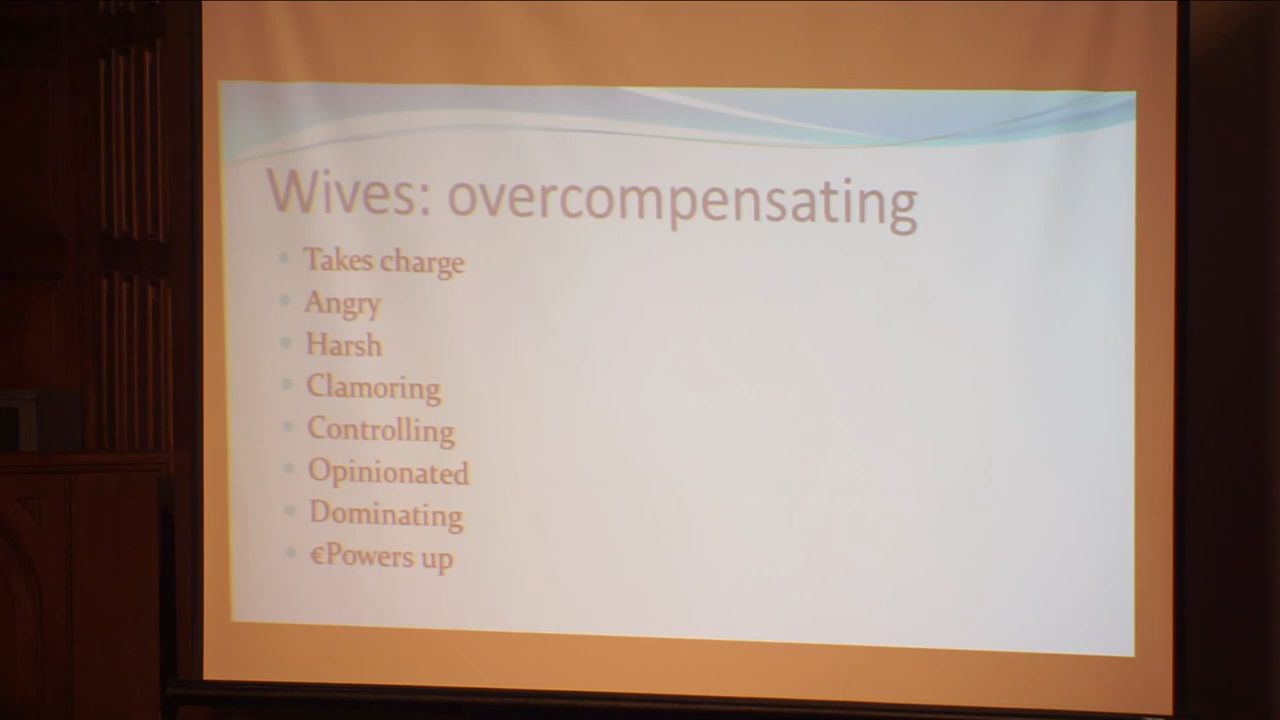 Wives: overcompensating
• Takes charge
• Angry
• Harsh
• Clamoring
• Controlling
• Opinionated
• Dominating
• €Powers up